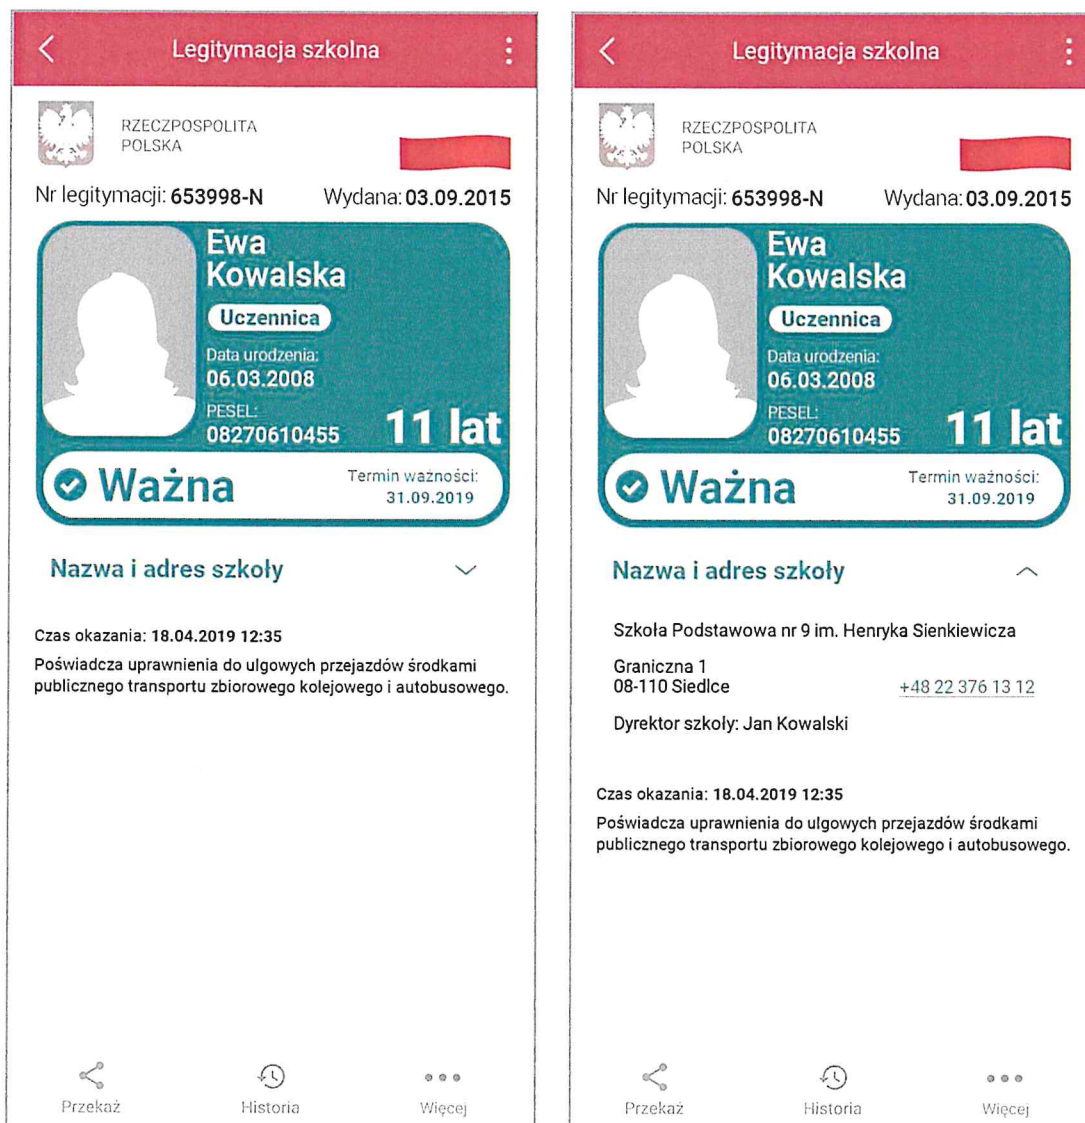 Legitymacja szkolna
RZECZPOSPOLITA
POLSKA
Nr legitymacji: 653998-N Wydana: 03.09.2015
Ewa
Kowalska
Uczennica
Data urodzenia:
06.03.2008
PESEL:
08270610455 11 lat
Ważna
Termin ważności:
31.09.2019
Nazwa i adres szkoły
Czas okazania: 18.04.2019 12:35
Poświadcza uprawnienia do ulgowych przejazdów środkami
publicznego transportu zbiorowego kolejowego i autobusowego.
Przekaż Historia Więcej
Legitymacja szkolna
RZECZPOSPOLITA
POLSKA
Nr legitymacji: 653998-N Wydana: 03.09.2015
Ewa
Kowalska
Uczennica
Data urodzenia:
06.03.2008
PESEL:
08270610455 11 lat
Ważna
Termin ważności:
31.09.2019
Nazwa i adres szkoły
Szkoła Podstawowa nr 9 im. Henryka Sienkiewicza
Graniczna 1
08-110 Siedlce +48 22 376 13 12
Dyrektor szkoły: Jan Kowalski
Czas okazania: 18.04.2019 12:35
Poświadcza uprawnienia do ulgowych przejazdów środkami
publicznego transportu zbiorowego kolejowego i autobusowego.
Przekaż Historia Więcej